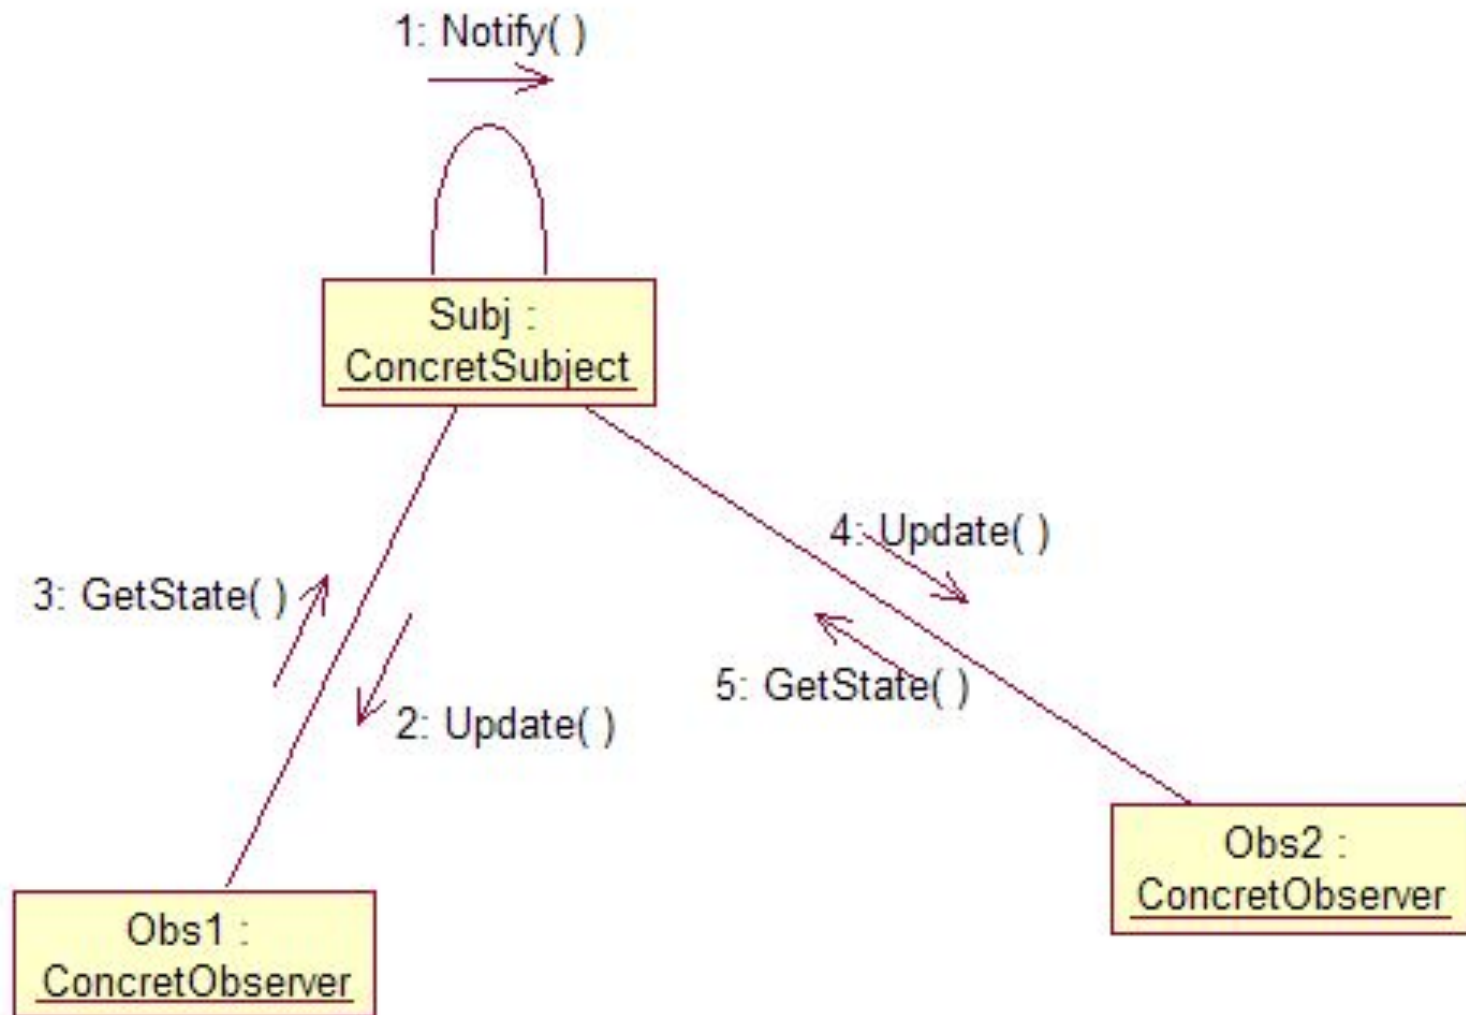 1: Notify( )
Subj :
ConcretSubject
4: Update( )
3: GetState( )
5: GetState( )
2: Update( )
Obs2 :
ConcretObserver
Obs1 :
ConcretObserver